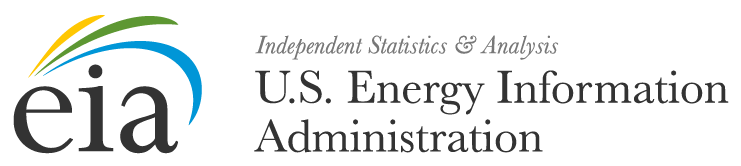 eia
Independent Statistics & Analysis
U.S. Energy Information
Administration